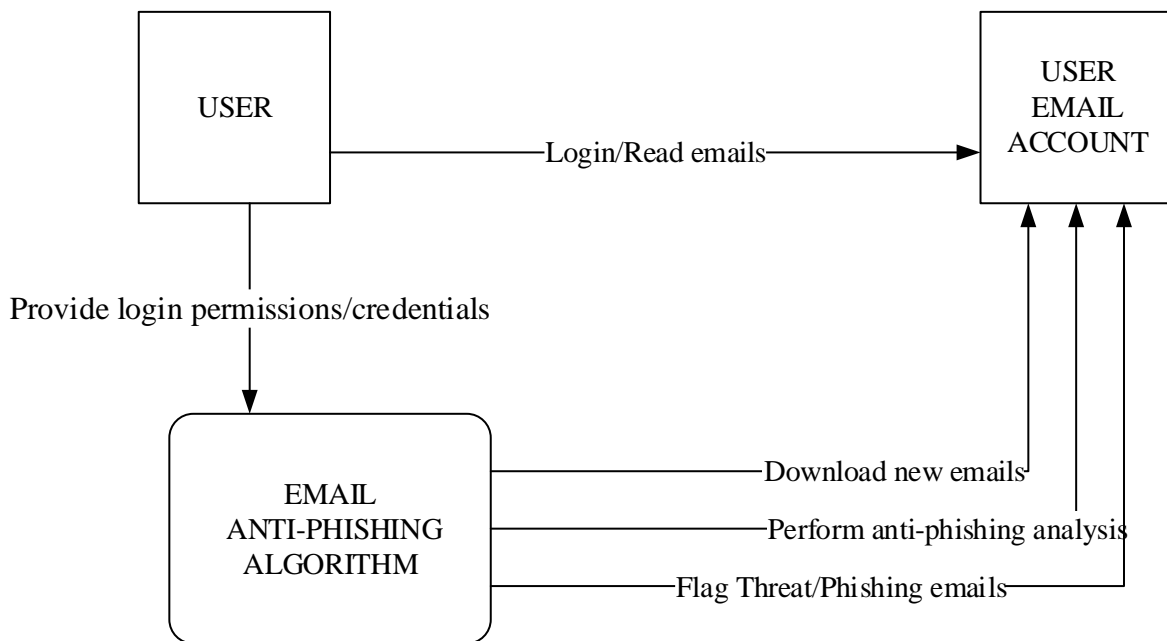 USER
USER
EMAIL
ACCOUNT
Login/Read emails
Provide login permissions/credentials
EMAIL
ANTI-PHISHING
ALGORITHM
Download new emails
Perform anti-phishing analysis
Flag Threat/Phishing emails